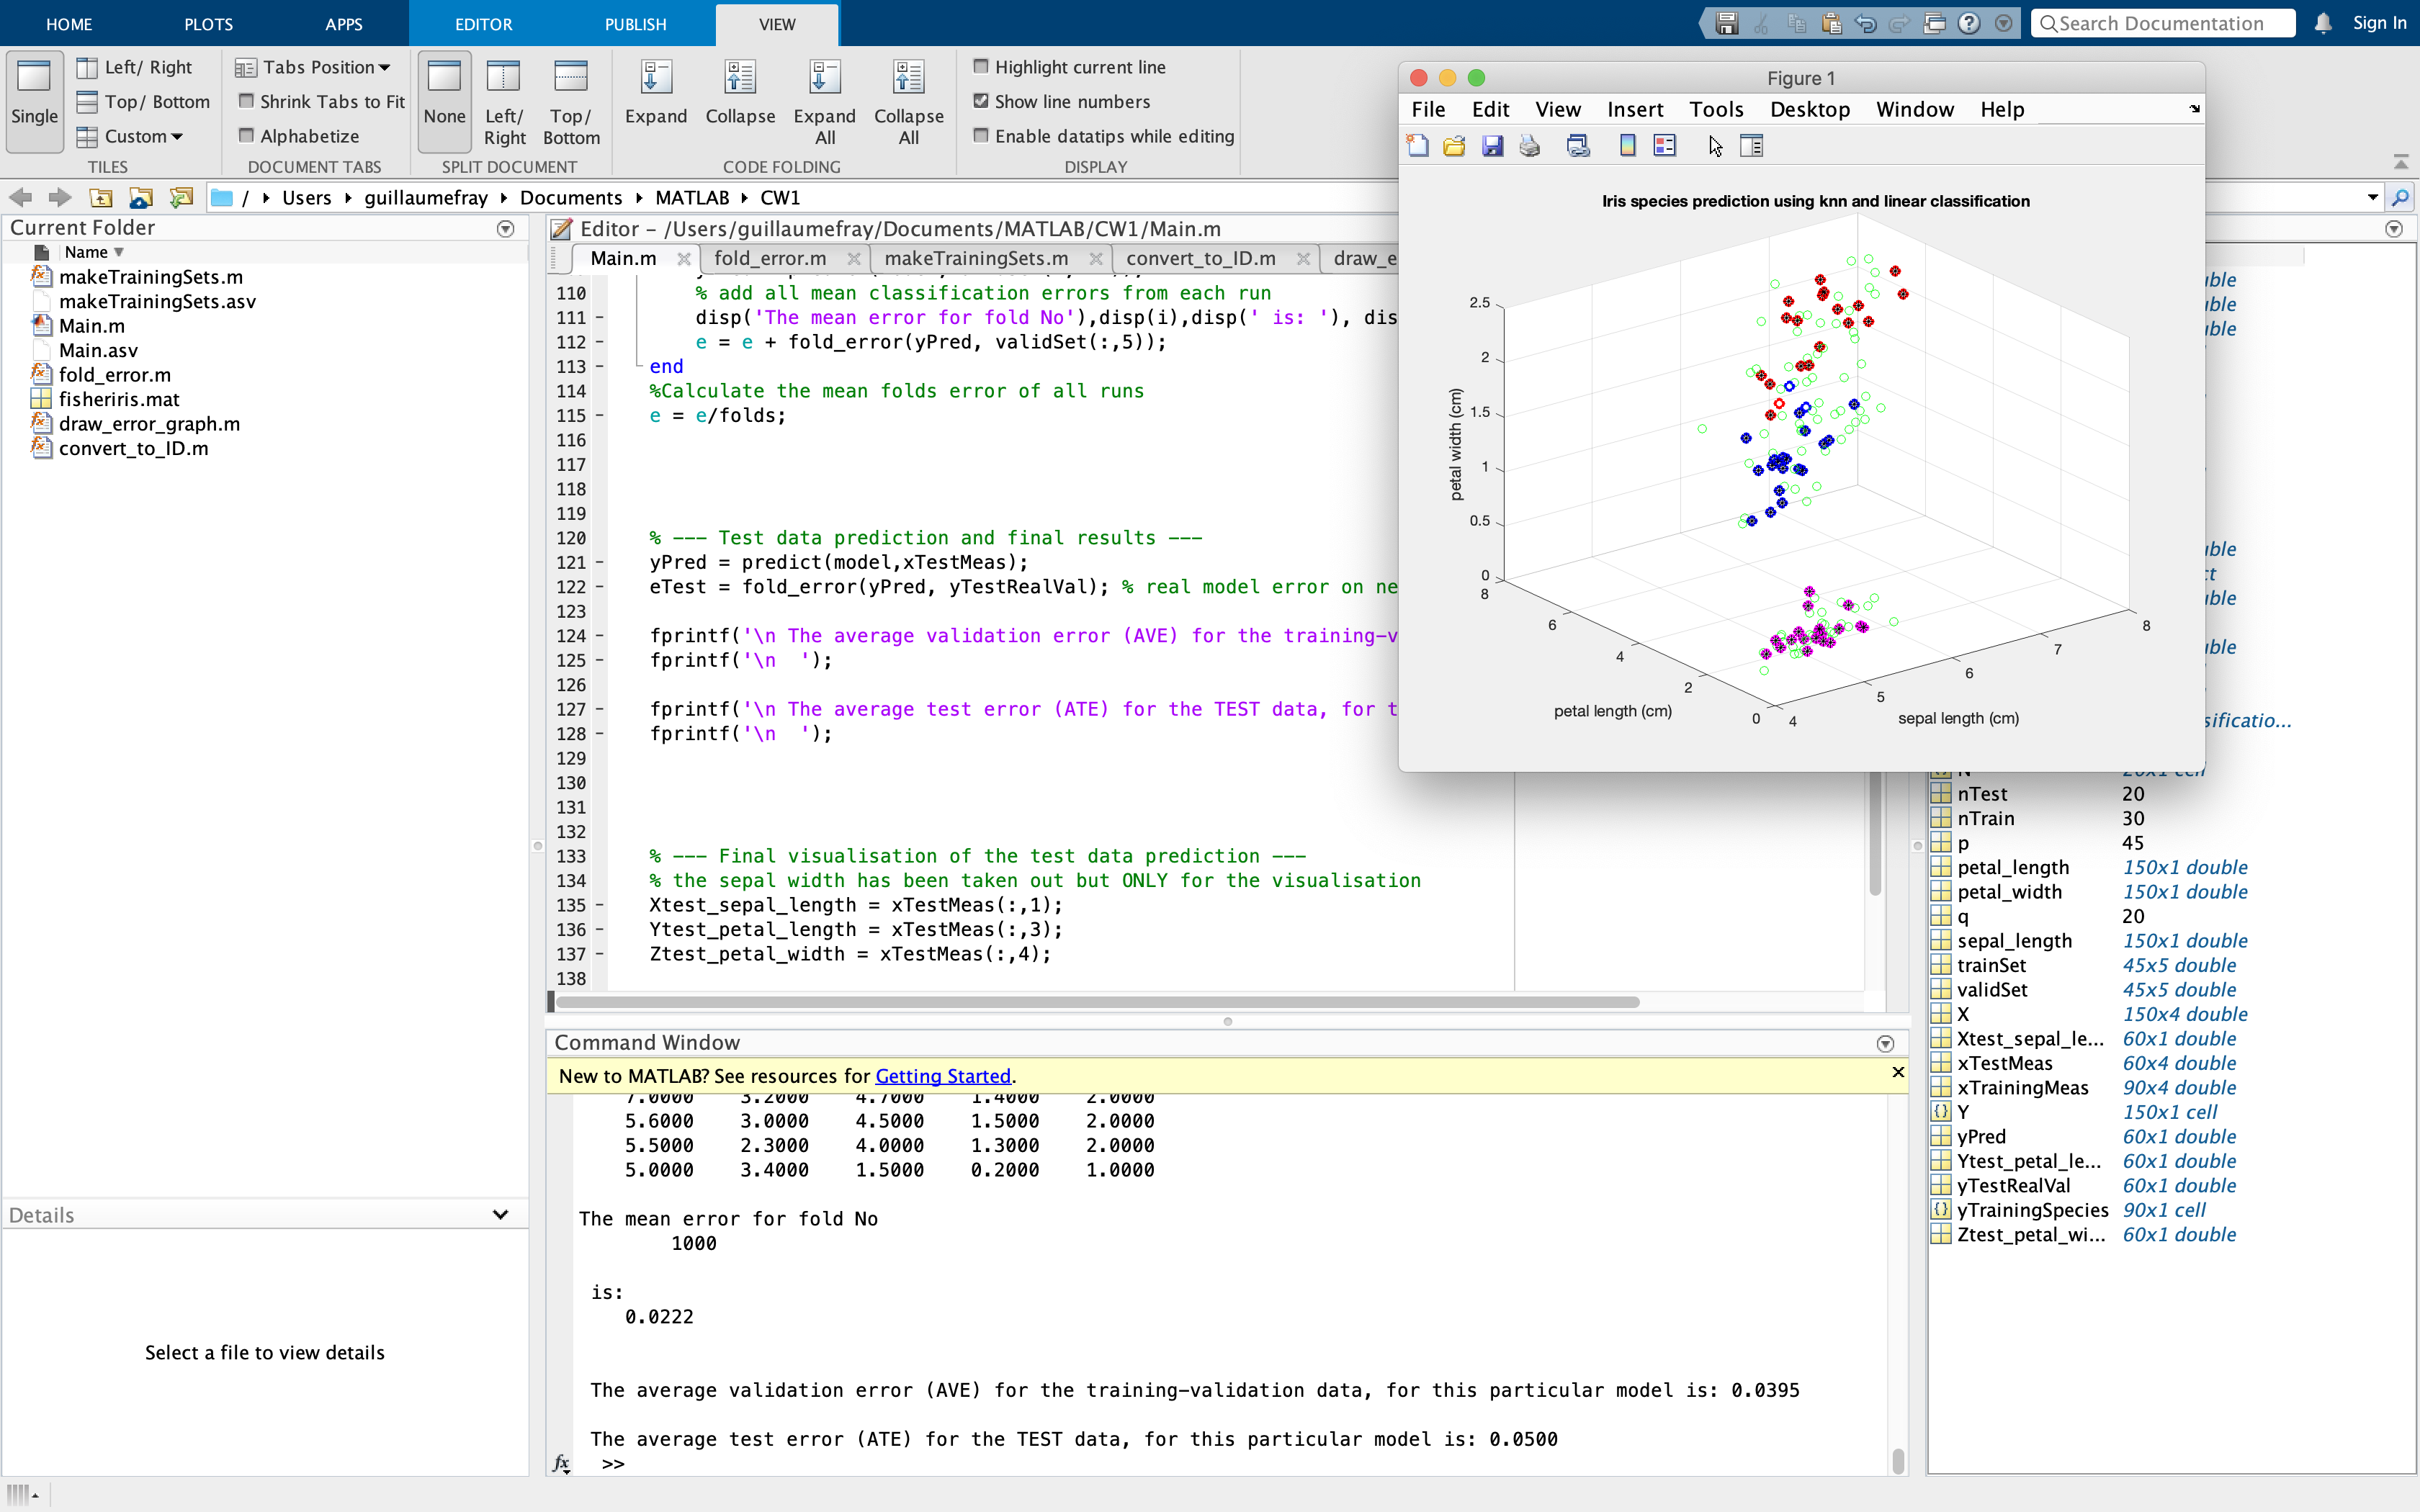 HOME PLOTS APPS EDITOR PUBLISH VIEW
Search Documentation
Sign In
Single
Left/ Right
Top/ Bottom
Custom
TILES
Tabs Position
Shrink Tabs to Fit
Alphabetize
DOCUMENT TABS
None
Left/ Right
Top/ Bottom
SPLIT DOCUMENT
Expand
Collapse
Expand All
Collapse All
CODE FOLDING
Highlight current line
Show line numbers
Enable datatips while editing
DISPLAY
/ Users guillaumefray Documents MATLAB CW1
Current Folder
Name
makeTrainingSets.m
makeTrainingSets.asv
Main.m
Main.asv
fold_error.m
fisheriris.mat
draw_error_graph.m
convert_to_ID.m
Details
Select a file to view details
Editor - /Users/guillaumefray/Documents/MATLAB/CW1/Main.m
Main.m fold_error.m makeTrainingSets.m convert_to_ID.m draw_e
110 % add all mean classification errors from each run
111 - disp('The mean error for fold No'),disp(i),disp(' is: '), dis
112 - e = e + fold_error(yPred, validSet(:,5));
113 - end
114 %Calculate the mean folds error of all runs
115 - e = e/folds;
116
117
118
119
120 % --- Test data prediction and final results ---
121 - yPred = predict(model,xTestMeas);
122 - eTest = fold_error(yPred, yTestRealVal); % real model error on ne
123
124 - fprintf('\n The average validation error (AVE) for the training-v
125 - fprintf('\n  ');
126
127 - fprintf('\n The average test error (ATE) for the TEST data, for t
128 - fprintf('\n  ');
129
130
131
132
133 % --- Final visualisation of the test data prediction ---
134 % the sepal width has been taken out but ONLY for the visualisation
135 - Xtest_sepal_length = xTestMeas(:,1);
136 - Ytest_petal_length = xTestMeas(:,3);
137 - Ztest_petal_width = xTestMeas(:,4);
138
Command Window
New to MATLAB? See resources for Getting Started.
7.0000 3.2000 4.7000 1.4000 2.0000
5.6000 3.0000 4.5000 1.5000 2.0000
5.5000 2.3000 4.0000 1.3000 2.0000
5.0000 3.4000 1.5000 0.2000 1.0000
The mean error for fold No
1000
is:
0.0222
The average validation error (AVE) for the training-validation data, for this particular model is: 0.0395
The average test error (ATE) for the TEST data, for this particular model is: 0.0500
fx >>
Figure 1
File Edit View Insert Tools Desktop Window Help
Iris species prediction using knn and linear classification
2.5
2
1.5
1
0.5
0
petal width (cm)
8
6
4
2
0
petal length (cm)
4
5
6
7
8
sepal length (cm)
nTest 20
nTrain 30
p 45
petal_length 150x1 double
petal_width 150x1 double
q 20
sepal_length 150x1 double
trainSet 45x5 double
validSet 45x5 double
X 150x4 double
Xtest_sepal_le... 60x1 double
xTestMeas 60x4 double
xTrainingMeas 90x4 double
Y 150x1 cell
yPred 60x1 double
Ytest_petal_le... 60x1 double
yTestRealVal 60x1 double
yTrainingSpecies 90x1 cell
Ztest_petal_wi... 60x1 double